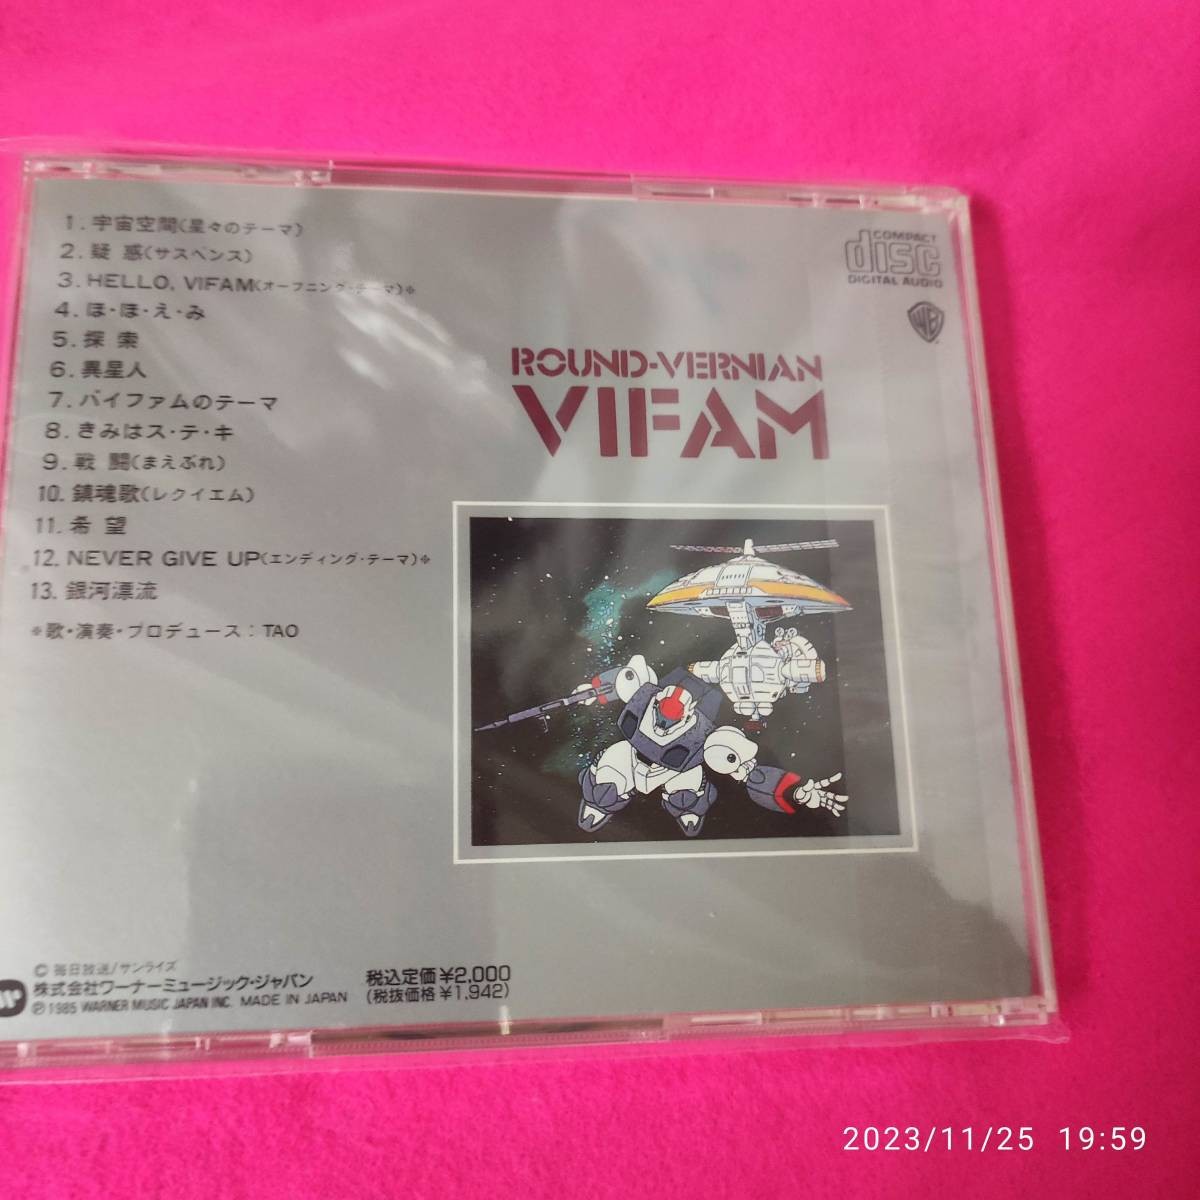 1. 宇宙空間(星々のテーマ)
2. 疑 惑(サスペンス)
3. HELLO, VIFAM(オープニング・テーマ)*
4. ほ・ほ・え・み
5. 探 索
6. 異星人
7. バイファムのテーマ
8. きみはス・テ・キ
9. 戦 闘(まえぶれ)
10. 鎮魂歌(レクイエム)
11. 希 望
12. NEVER GIVE UP(エンディング・テーマ)*
13. 銀河漂流
*歌・演奏・プロデュース : TAO
COMPACT
disc
DIGITAL AUDIO
WB
ROUND-VERNIAN
VIFAM
© 毎日放送/サンライズ
株式会社ワーナーミュージック・ジャパン
Ⓟ1985 WARNER MUSIC JAPAN INC. MADE IN JAPAN
税込定価¥2,000
(税抜価格¥1,942)
2023/11/25 19:59